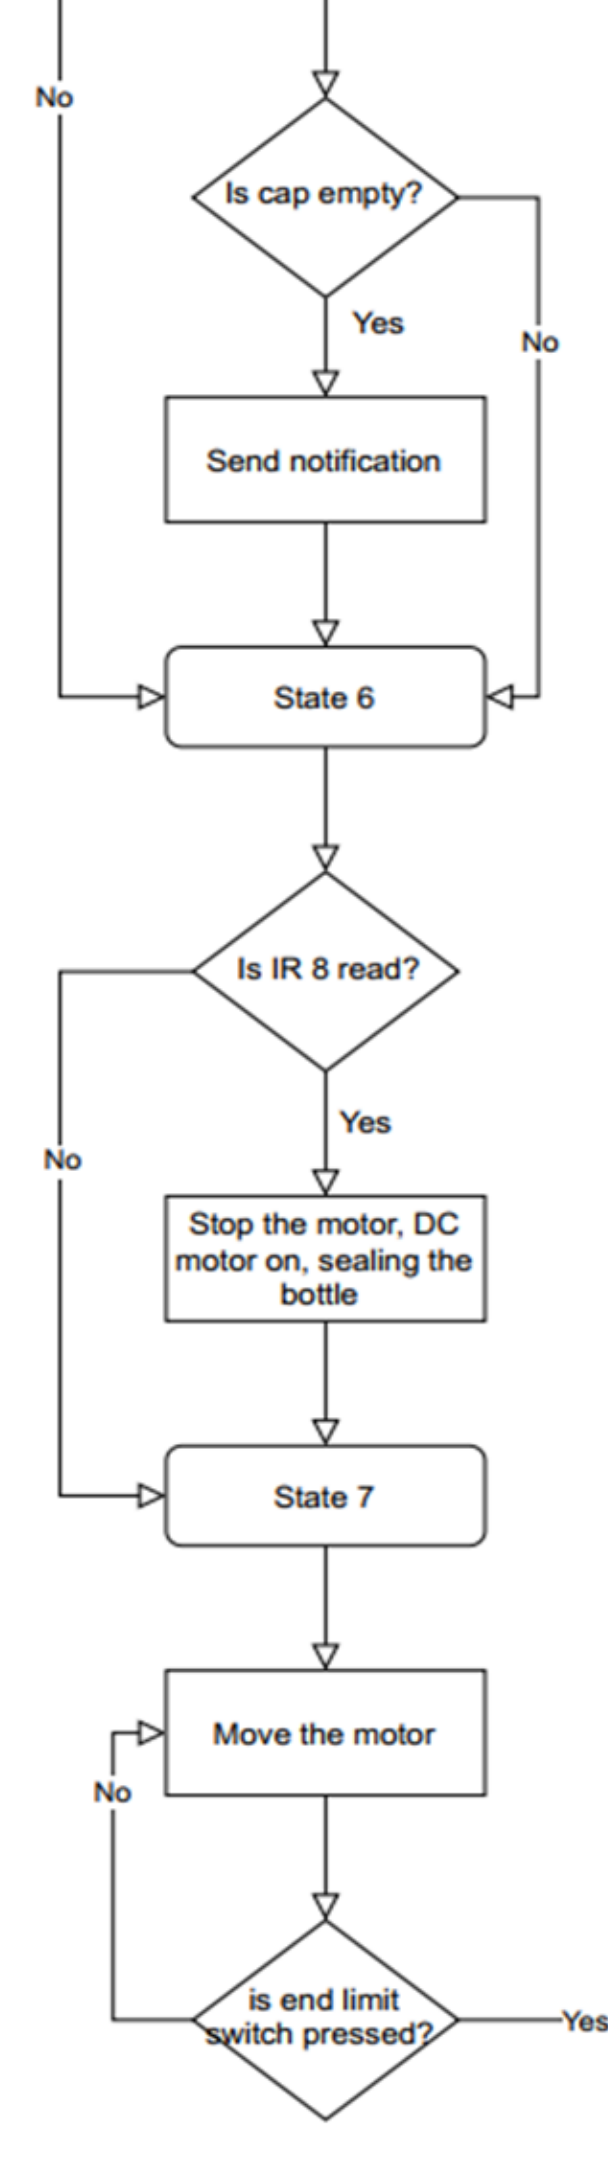 No
Is cap empty?
Yes
No
Send notification
State 6
Is IR 8 read?
Yes
No
Stop the motor, DC
motor on, sealing the
bottle
State 7
Move the motor
No
is end limit
switch pressed?
Yes